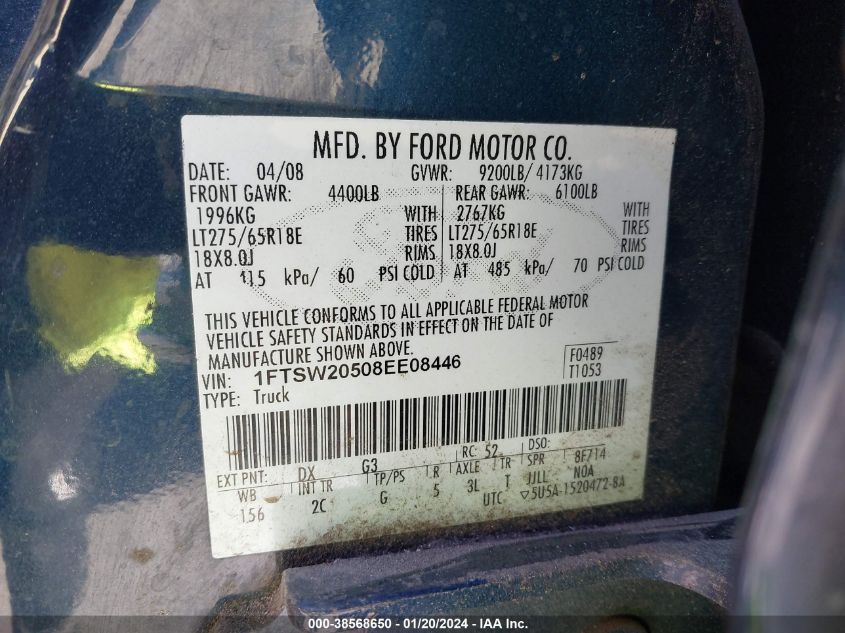 MFD. BY FORD MOTOR CO.
DATE: 04/08 GVWR: 9200LB/ 4173KG
FRONT GAWR: 4400LB REAR GAWR: 6100LB
1996KG WITH 2767KG WITH
LT275/65R18E TIRES LT275/65R18E TIRES
18X8.0J RIMS 18X8.0J RIMS
AT 415 kPa/ 60 PSI COLD AT 485 kPa/ 70 PSI COLD
THIS VEHICLE CONFORMS TO ALL APPLICABLE FEDERAL MOTOR
VEHICLE SAFETY STANDARDS IN EFFECT ON THE DATE OF
MANUFACTURE SHOWN ABOVE.
VIN: 1FTSW20508EE08446 F0489
TYPE: Truck T1053
EXT PNT: DX G3 RC: 52 DSO:
WB INT TR TP/PS R AXLE TR SPR 8F714
156 2C G 5 3L T JJLL NOA
UTC ▽5U5A-1520472-8A
000-38568650 - 01/20/2024 - IAA Inc.